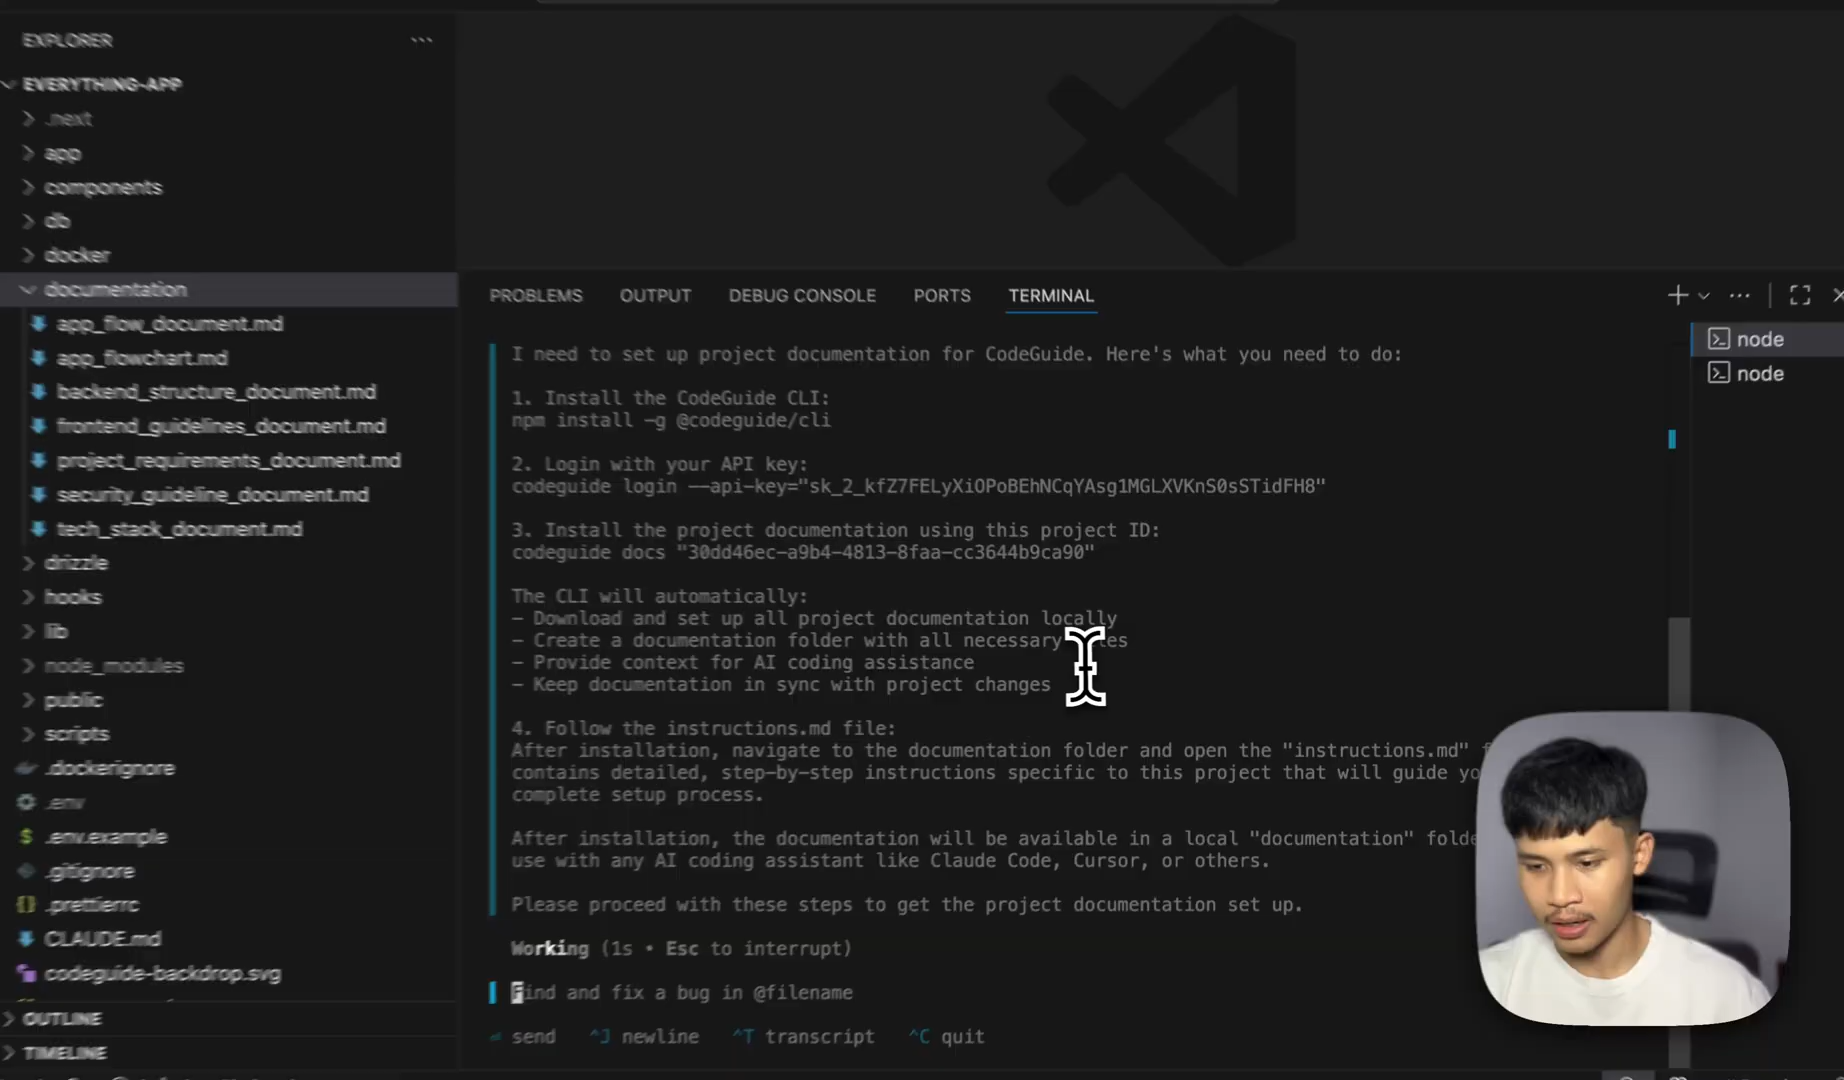 EXPLORER
EVERYTHING-APP
.next
app
components
db
docker
documentation
app_flow_document.md
app_flowchart.md
backend_structure_document.md
frontend_guidelines_document.md
project_requirements_document.md
security_guideline_document.md
tech_stack_document.md
drizzle
hooks
lib
node_modules
public
scripts
.dockerignore
.env
.env.example
.gitignore
.prettierrc
CLAUDE.md
codeguide-backdrop.svg
OUTLINE
TIMELINE
PROBLEMS OUTPUT DEBUG CONSOLE PORTS TERMINAL
node
node
I need to set up project documentation for CodeGuide. Here's what you need to do:
1. Install the CodeGuide CLI:
npm install -g @codeguide/cli
2. Login with your API key:
codeguide login --api-key="sk_2_kfZ7FELyXiOPoBEhNCqYAsg1MGLXVKnS0sSTidFH8"
3. Install the project documentation using this project ID:
codeguide docs "30dd46ec-a9b4-4813-8faa-cc3644b9ca90"
The CLI will automatically:
- Download and set up all project documentation locally
- Create a documentation folder with all necessary
- Provide context for AI coding assistance
- Keep documentation in sync with project changes
4. Follow the instructions.md file:
After installation, navigate to the documentation folder and open the "instructions.md"
contains detailed, step-by-step instructions specific to this project that will guide
complete setup process.
After installation, the documentation will be available in a local "documentation"
use with any AI coding assistant like Claude Code, Cursor, or others.
Please proceed with these steps to get the project documentation set up.
Working (1s • Esc to interrupt)
Find and fix a bug in @filename
⏎ send ^J newline ^T transcript ^C quit